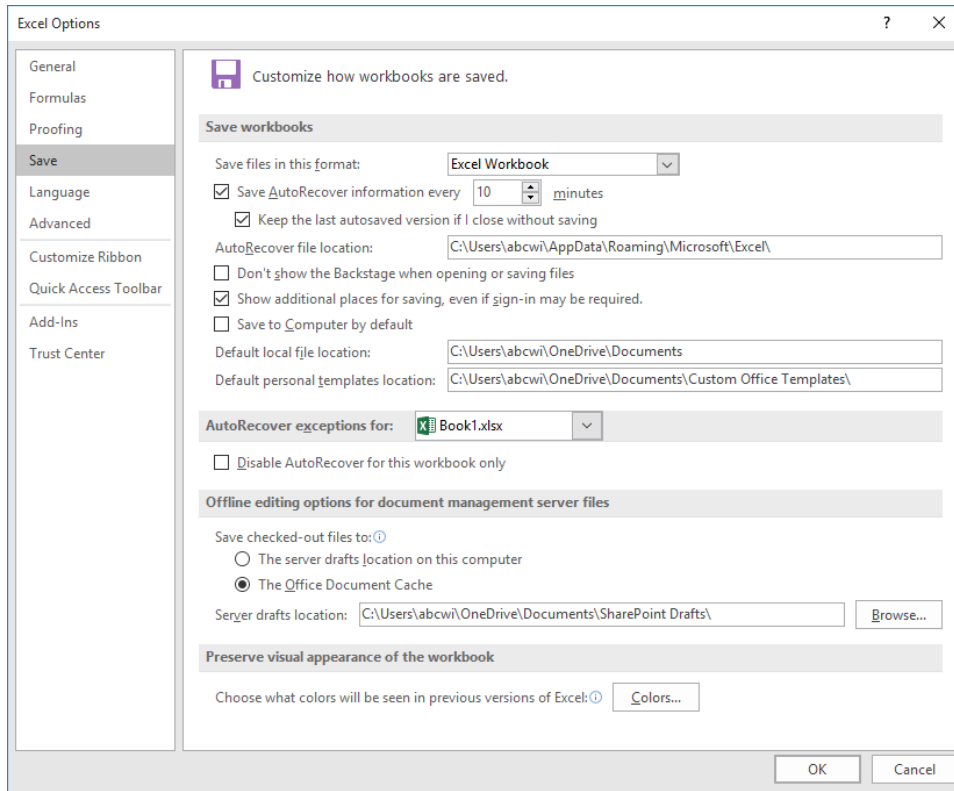 Excel Options
?
General
Formulas
Proofing
Save
Language
Advanced
Customize Ribbon
Quick Access Toolbar
Add-Ins
Trust Center
Customize how workbooks are saved.
Save workbooks
Save files in this format: Excel Workbook
Save AutoRecover information every 10 minutes
Keep the last autosaved version if I close without saving
AutoRecover file location: C:\Users\abcwi\AppData\Roaming\Microsoft\Excel\
Don't show the Backstage when opening or saving files
Show additional places for saving, even if sign-in may be required.
Save to Computer by default
Default local file location: C:\Users\abcwi\OneDrive\Documents
Default personal templates location: C:\Users\abcwi\OneDrive\Documents\Custom Office Templates\
AutoRecover exceptions for: Book1.xlsx
Disable AutoRecover for this workbook only
Offline editing options for document management server files
Save checked-out files to:
The server drafts location on this computer
The Office Document Cache
Server drafts location: C:\Users\abcwi\OneDrive\Documents\SharePoint Drafts\ Browse...
Preserve visual appearance of the workbook
Choose what colors will be seen in previous versions of Excel: Colors...
OK Cancel